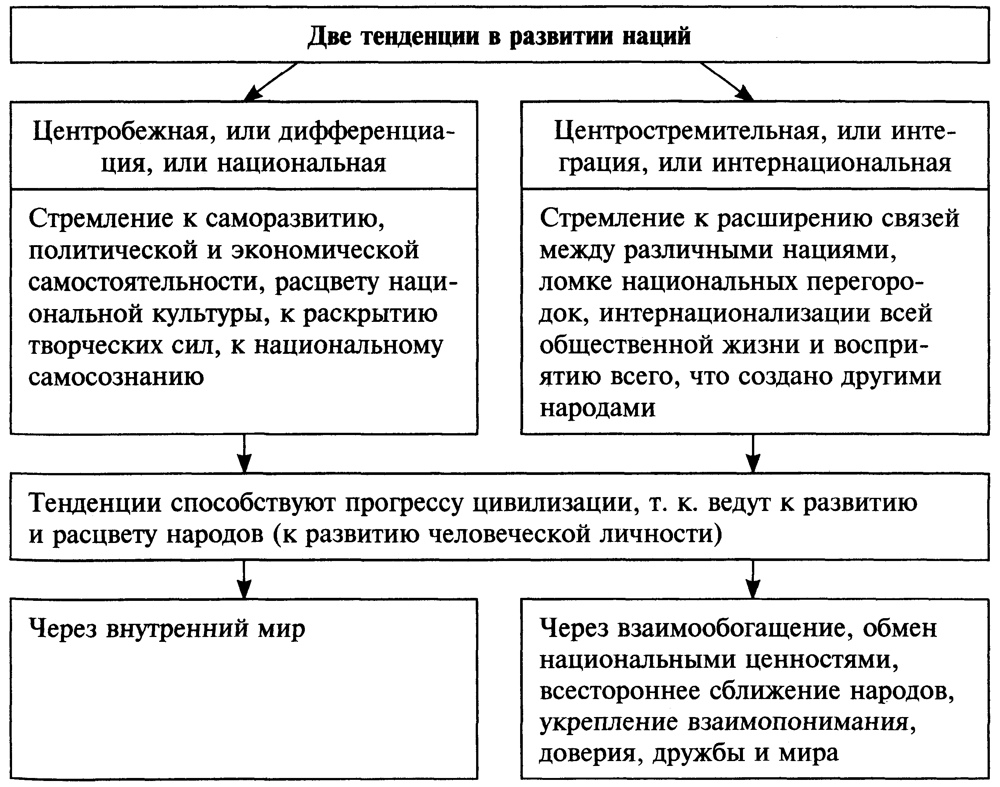 Две тенденции в развитии наций
Центробежная, или дифференциа-
ция, или национальная
Стремление к саморазвитию,
политической и экономической
самостоятельности, расцвету наци-
ональной культуры, к раскрытию
творческих сил, к национальному
самосознанию
Центростремительная, или инте-
грация, или интернациональная
Стремление к расширению связей
между различными нациями,
ломке национальных перегоро-
док, интернационализации всей
общественной жизни и воспри-
ятию всего, что создано другими
народами
Тенденции способствуют прогрессу цивилизации, т. к. ведут к развитию
и расцвету народов (к развитию человеческой личности)
Через внутренний мир
Через взаимообогащение, обмен
национальными ценностями,
всестороннее сближение народов,
укрепление взаимопонимания,
доверия, дружбы и мира